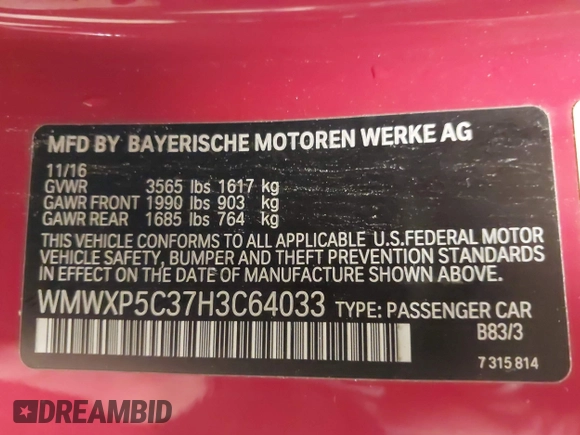 MFD BY BAYERISCHE MOTOREN WERKE AG
11/16
GVWR 3565 lbs 1617 kg
GAWR FRONT 1990 lbs 903 kg
GAWR REAR 1685 lbs 764 kg
THIS VEHICLE CONFORMS TO ALL APPLICABLE U.S.FEDERAL MOTOR
VEHICLE SAFETY, BUMPER AND THEFT PREVENTION STANDARDS
IN EFFECT ON THE DATE OF MANUFACTURE SHOWN ABOVE.
WMWXP5C37H3C64033 TYPE: PASSENGER CAR
B83/3
7 315 814
DREAMBID